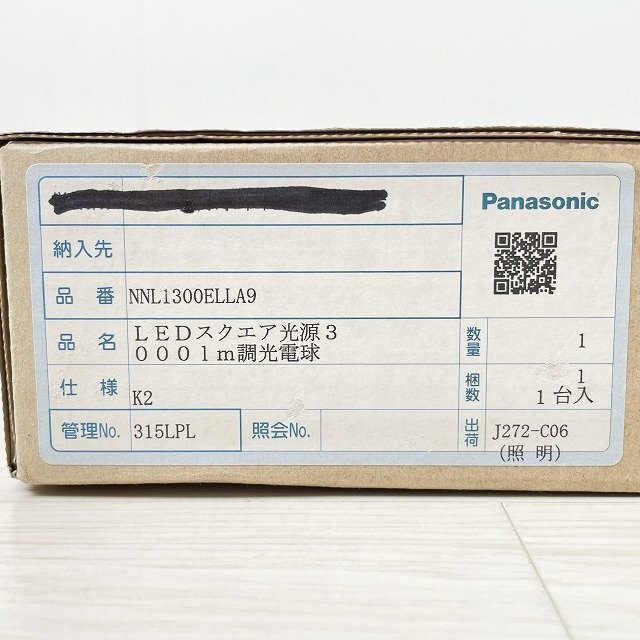 Panasonic
納入先
品番 NNL1300ELLA9
品名 LEDスクエア光源3
000lm調光電球
数量 1
仕様 K2
梱数 1
1台入
管理No. 315LPL 照会No. 出荷 J272-C06
(照明)